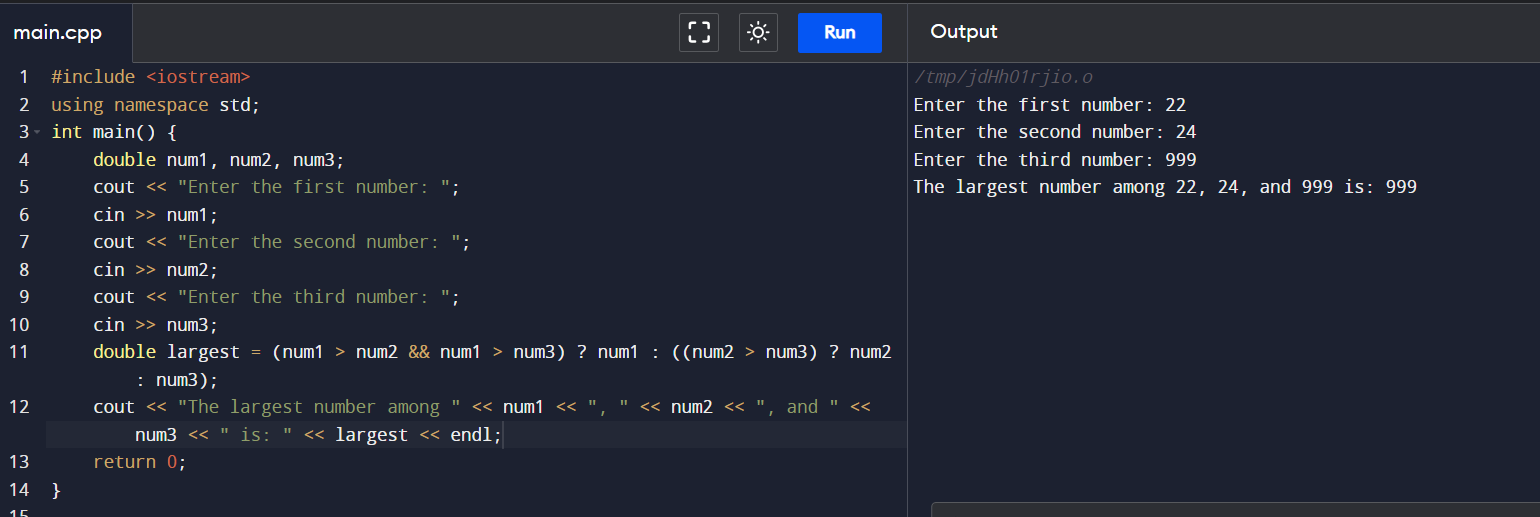 main.cpp
Run
Output
1 #include <iostream>
2 using namespace std;
3 int main() {
4 double num1, num2, num3;
5 cout << "Enter the first number: ";
6 cin >> num1;
7 cout << "Enter the second number: ";
8 cin >> num2;
9 cout << "Enter the third number: ";
10 cin >> num3;
11 double largest = (num1 > num2 && num1 > num3) ? num1 : ((num2 > num3) ? num2
: num3);
12 cout << "The largest number among " << num1 << ", " << num2 << ", and " <<
num3 << " is: " << largest << endl;
13 return 0;
14 }
15
/tmp/jdHh01rjio.o
Enter the first number: 22
Enter the second number: 24
Enter the third number: 999
The largest number among 22, 24, and 999 is: 999